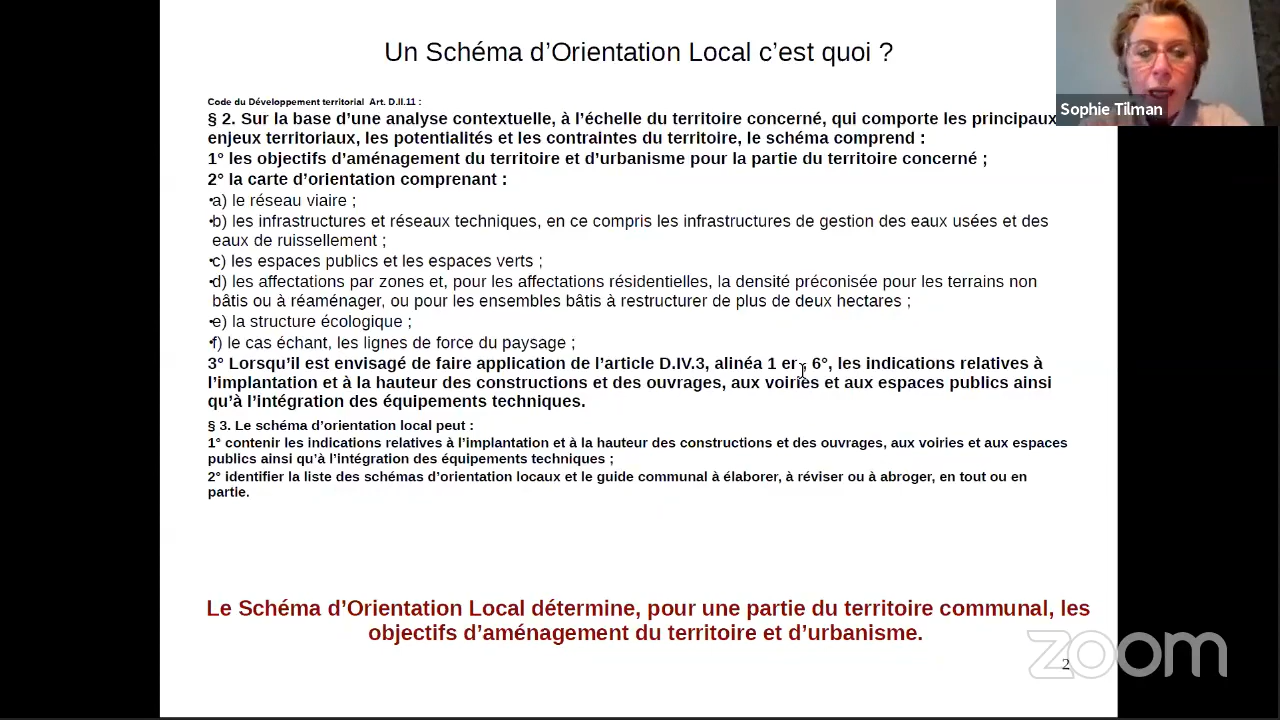 Un Schéma d’Orientation Local c’est quoi ?
Sophie Tilman
Code du Développement territorial Art. D.II.11 :
§ 2. Sur la base d’une analyse contextuelle, à l’échelle du territoire concerné, qui comporte les principaux
enjeux territoriaux, les potentialités et les contraintes du territoire, le schéma comprend :
1° les objectifs d’aménagement du territoire et d’urbanisme pour la partie du territoire concerné ;
2° la carte d’orientation comprenant :
•a) le réseau viaire ;
•b) les infrastructures et réseaux techniques, en ce compris les infrastructures de gestion des eaux usées et des
eaux de ruissellement ;
•c) les espaces publics et les espaces verts ;
•d) les affectations par zones et, pour les affectations résidentielles, la densité préconisée pour les terrains non
bâtis ou à réaménager, ou pour les ensembles bâtis à restructurer de plus de deux hectares ;
•e) la structure écologique ;
•f) le cas échant, les lignes de force du paysage ;
3° Lorsqu’il est envisagé de faire application de l’article D.IV.3, alinéa 1 er , 6°, les indications relatives à
l’implantation et à la hauteur des constructions et des ouvrages, aux voiries et aux espaces publics ainsi
qu’à l’intégration des équipements techniques.
§ 3. Le schéma d’orientation local peut :
1° contenir les indications relatives à l’implantation et à la hauteur des constructions et des ouvrages, aux voiries et aux espaces
publics ainsi qu’à l’intégration des équipements techniques ;
2° identifier la liste des schémas d’orientation locaux et le guide communal à élaborer, à réviser ou à abroger, en tout ou en
partie.
Le Schéma d’Orientation Local détermine, pour une partie du territoire communal, les
objectifs d’aménagement du territoire et d’urbanisme.
zoom
2